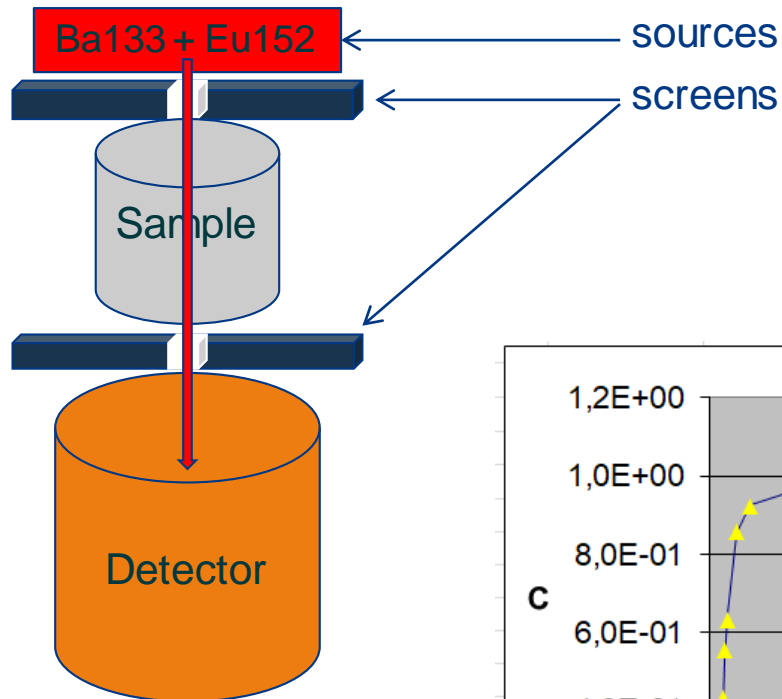 Ba133 + Eu152
sources
screens
Sample
Detector
1,2E+00
1,0E+00
8,0E-01
C
6,0E-01